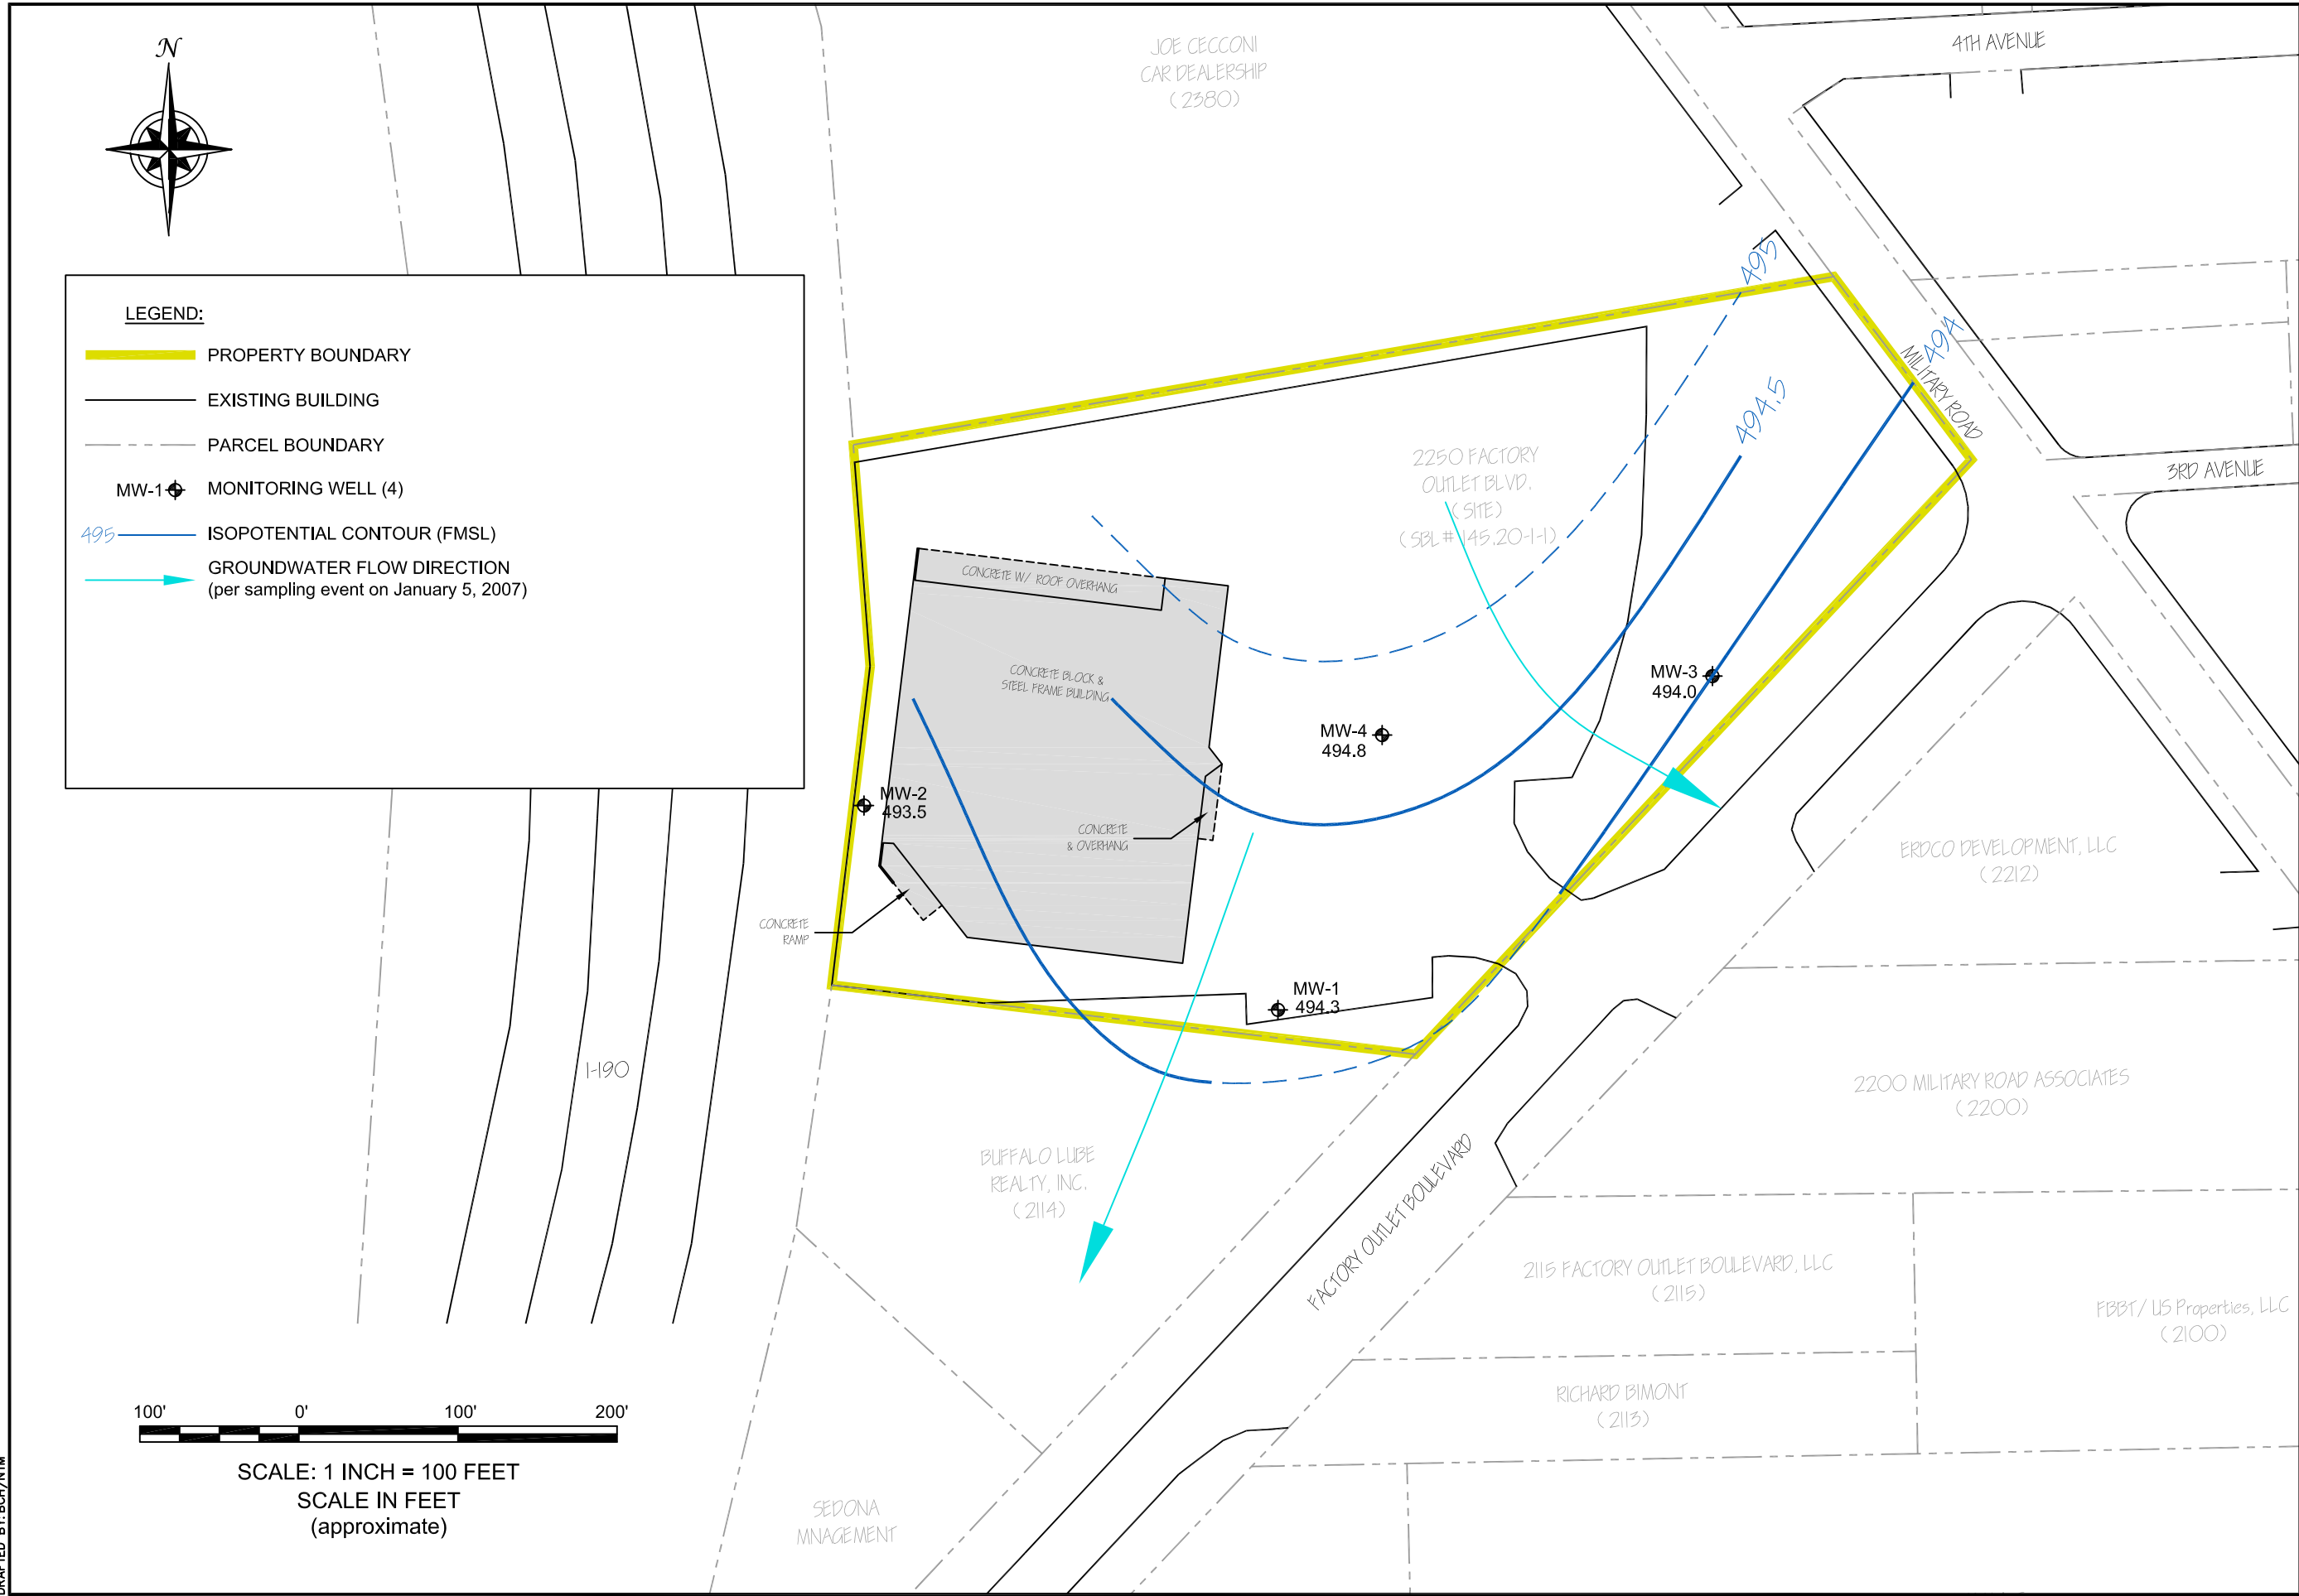 N
JOE CECCONI
CAR DEALERSHIP
(2380)
4TH AVENUE
LEGEND:
PROPERTY BOUNDARY
EXISTING BUILDING
PARCEL BOUNDARY
MW-1 MONITORING WELL (4)
495 ISOPOTENTIAL CONTOUR (FMSL)
GROUNDWATER FLOW DIRECTION
(per sampling event on January 5, 2007)
495
494
MILITARY ROAD
494.5
3RD AVENUE
2250 FACTORY
OUTLET BLVD.
(SITE)
(SBL # 145.20-1-1)
CONCRETE W/ ROOF OVERHANG
CONCRETE BLOCK &
STEEL FRAME BUILDING
MW-3
494.0
MW-4
494.8
MW-2
493.5
CONCRETE
& OVERHANG
ERDCO DEVELOPMENT, LLC
(2212)
CONCRETE
RAMP
MW-1
494.3
I-190
2200 MILITARY ROAD ASSOCIATES
(2200)
BUFFALO LUBE
REALTY, INC.
(2114)
FACTORY OUTLET BOULEVARD
2115 FACTORY OUTLET BOULEVARD, LLC
(2115)
FBBT/ US Properties, LLC
(2100)
RICHARD BIMONT
(2113)
100' 0' 100' 200'
SCALE: 1 INCH = 100 FEET
SCALE IN FEET
(approximate)
SEDONA
MNAGEMENT
DRAFTED BY: BCH/NTM